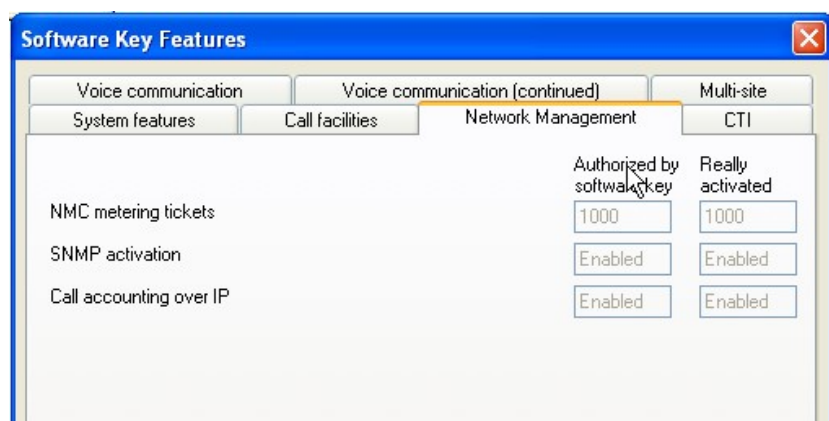 Software Key Features
Voice communication
Voice communication (continued)
Multi-site
System features
Call facilities
Network Management
CTI
Authorized by
software key
Really
activated
NMC metering tickets
1000
1000
SNMP activation
Enabled
Enabled
Call accounting over IP
Enabled
Enabled